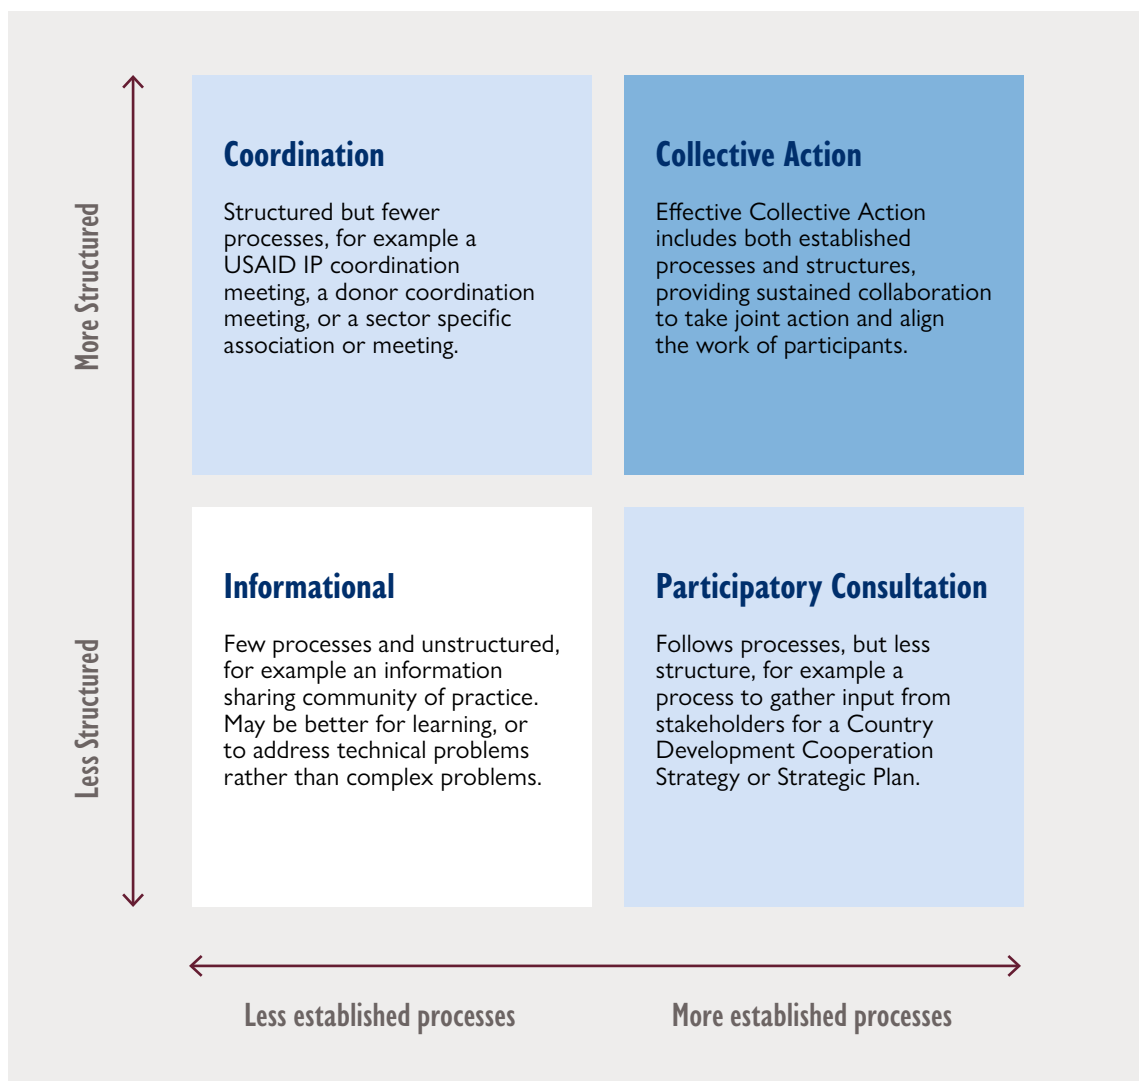 More Structured
Less Structured
Coordination
Structured but fewer
processes, for example a
USAID IP coordination
meeting, a donor coordination
meeting, or a sector specific
association or meeting.
Collective Action
Effective Collective Action
includes both established
processes and structures,
providing sustained collaboration
to take joint action and align
the work of participants.
Informational
Few processes and unstructured,
for example an information
sharing community of practice.
May be better for learning, or
to address technical problems
rather than complex problems.
Participatory Consultation
Follows processes, but less
structure, for example a
process to gather input from
stakeholders for a Country
Development Cooperation
Strategy or Strategic Plan.
Less established processes
More established processes